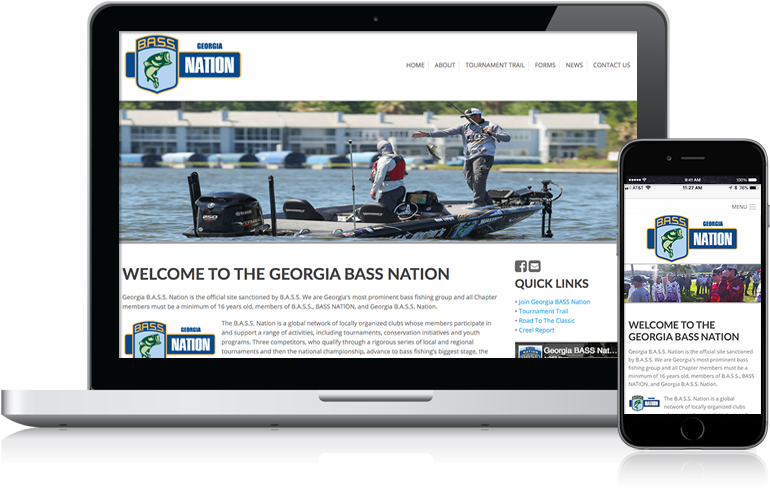 B.A.S.S.
GEORGIA
NATION
HOME ABOUT TOURNAMENT TRAIL FORMS NEWS CONTACT US
250
WELCOME TO THE GEORGIA BASS NATION
Georgia B.A.S.S. Nation is the official site sanctioned by B.A.S.S. We are Georgia's most prominent bass fishing group and all Chapter
members must be a minimum of 16 years old, members of B.A.S.S., BASS NATION, and Georgia B.A.S.S. Nation.
B.A.S.S.
GEORGIA
NATION
The B.A.S.S. Nation is a global network of locally organized clubs whose members participate in
and support a range of activities, including tournaments, conservation initiatives and youth
programs. Three competitors, who qualify through a rigorous series of local and regional
tournaments and then the national championship, advance to bass fishing's biggest stage, the
QUICK LINKS
• Join Georgia BASS Nation
• Tournament Trail
• Road To The Classic
• Creel Report
Georgia BASS Nat...
9:41 AM 100%
AT&T 11:27 AM 76%
MENU
B.A.S.S.
GEORGIA
NATION
WELCOME TO THE
GEORGIA BASS NATION
Georgia B.A.S.S. Nation is the official site sanctioned
by B.A.S.S. We are Georgia's most prominent bass
fishing group and all Chapter members must be a
minimum of 16 years old, members of B.A.S.S., BASS
NATION, and Georgia B.A.S.S. Nation.
NATION
The B.A.S.S. Nation is a global
network of locally organized clubs